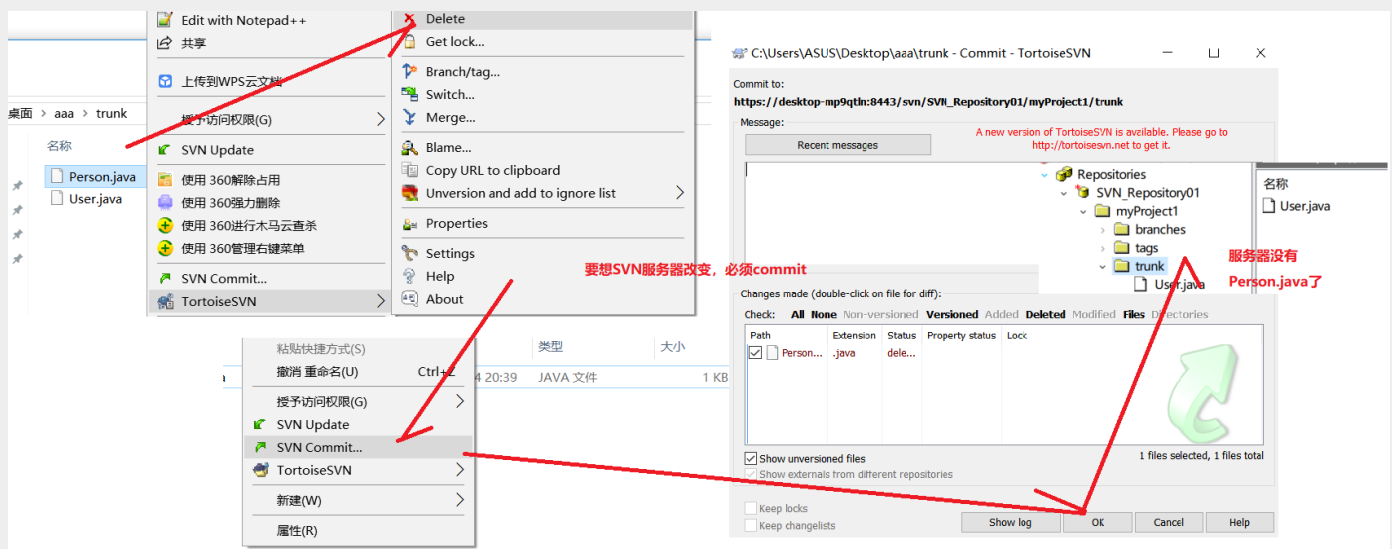 Edit with Notepad++
共享
上传到WPS云文档
授予访问权限(G)
SVN Update
使用 360解除占用
使用 360强力删除
使用 360进行木马云查杀
使用 360管理右键菜单
SVN Commit...
TortoiseSVN
桌面 > aaa > trunk
名称
Person.java
User.java
Delete
Get lock...
Branch/tag...
Switch...
Merge...
Blame...
Copy URL to clipboard
Unversion and add to ignore list
Properties
Settings
Help
About
要想SVN服务器改变，必须commit
粘贴快捷方式(S)
撤消 重命名(U) Ctrl+Z
授予访问权限(G)
SVN Update
SVN Commit...
TortoiseSVN
新建(W)
属性(R)
类型 大小
4 20:39 JAVA 文件 1 KB
C:\Users\ASUS\Desktop\aaa\trunk - Commit - TortoiseSVN
Commit to:
https://desktop-mp9qtln:8443/svn/SVN_Repository01/myProject1/trunk
Message:
Recent messages
A new version of TortoiseSVN is available. Please go to
http://tortoisesvn.net to get it.
Repositories
SVN_Repository01
myProject1
branches
tags
trunk
User.java
名称
User.java
服务器没有
Person.java了
Changes made (double-click on file for diff):
Check: All None Non-versioned Versioned Added Deleted Modified Files Directories
Path Extension Status Property status Lock
Person... .java dele...
Show unversioned files
1 files selected, 1 files total
Show externals from different repositories
Keep locks
Keep changelists
Show log OK Cancel Help